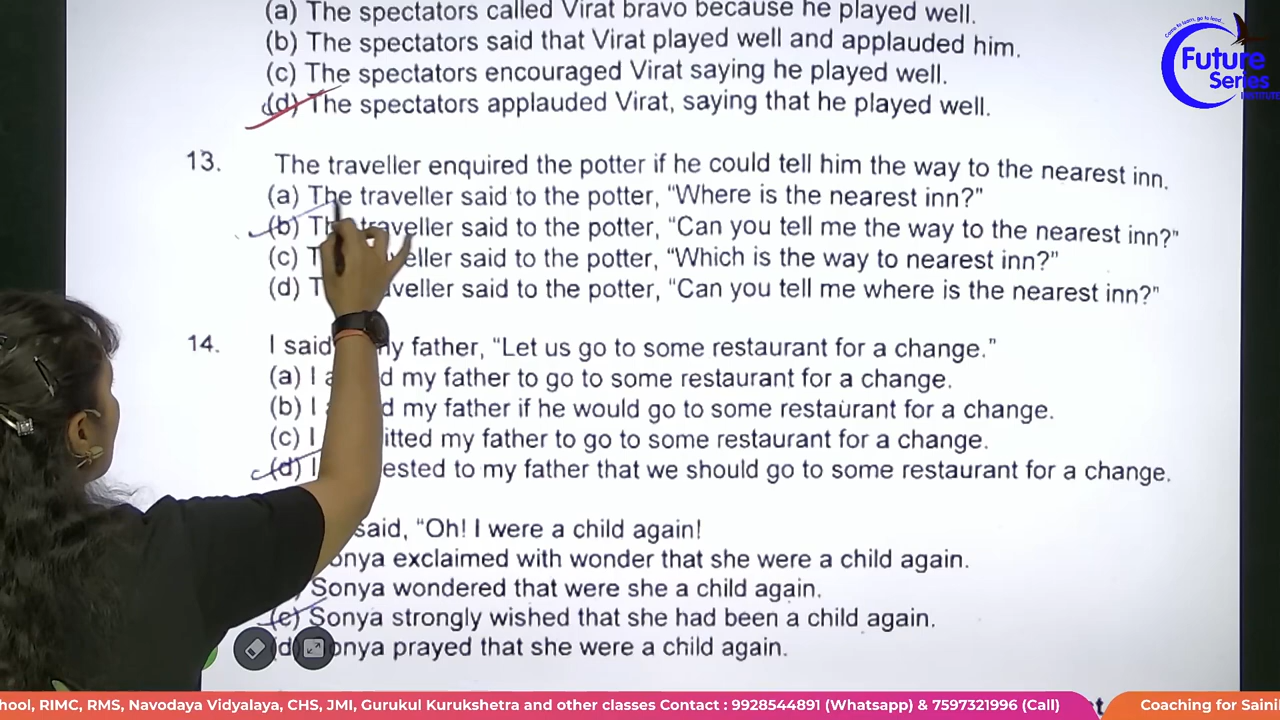 (a) The spectators called Virat bravo because he played well.
(b) The spectators said that Virat played well and applauded him.
(c) The spectators encouraged Virat saying he played well.
(d) The spectators applauded Virat, saying that he played well.
13. The traveller enquired the potter if he could tell him the way to the nearest inn.
(a) The traveller said to the potter, “Where is the nearest inn?”
(b) The traveller said to the potter, “Can you tell me the way to the nearest inn?”
(c) T eller said to the potter, “Which is the way to nearest inn?”
(d) T aveller said to the potter, “Can you tell me where is the nearest inn?”
14. I said my father, “Let us go to some restaurant for a change.”
(a) I a d my father to go to some restaurant for a change.
(b) I d my father if he would go to some restaurant for a change.
(c) I itted my father to go to some restaurant for a change.
(d) I ested to my father that we should go to some restaurant for a change.
said, “Oh! I were a child again!
onya exclaimed with wonder that she were a child again.
Sonya wondered that were she a child again.
(c) Sonya strongly wished that she had been a child again.
(d) onya prayed that she were a child again.
Future
Series
INSTITUTE
hool, RIMC, RMS, Navodaya Vidyalaya, CHS, JMI, Gurukul Kurukshetra and other classes Contact : 9928544891 (Whatsapp) & 7597321996 (Call)
Coaching for Saini